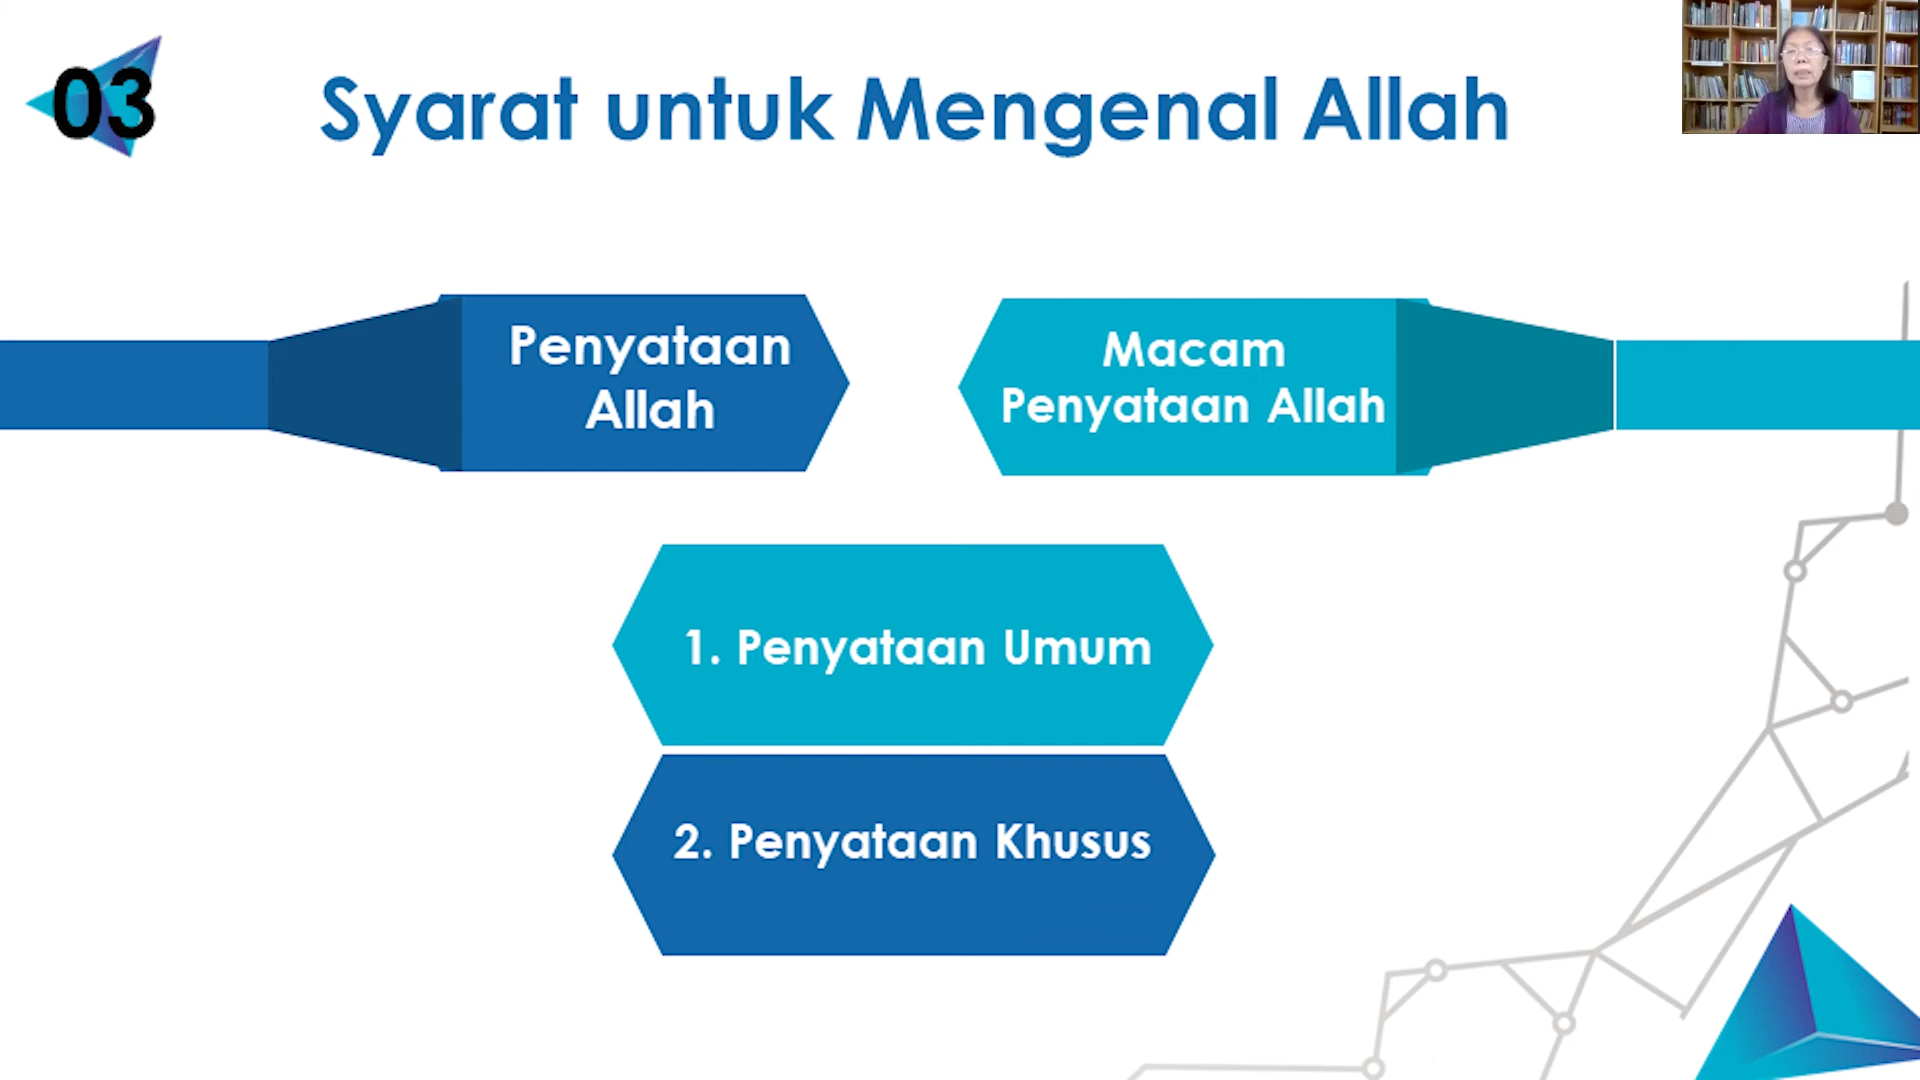 03
Syarat untuk Mengenal Allah
Penyataan
Allah
Macam
Penyataan Allah
1. Penyataan Umum
2. Penyataan Khusus